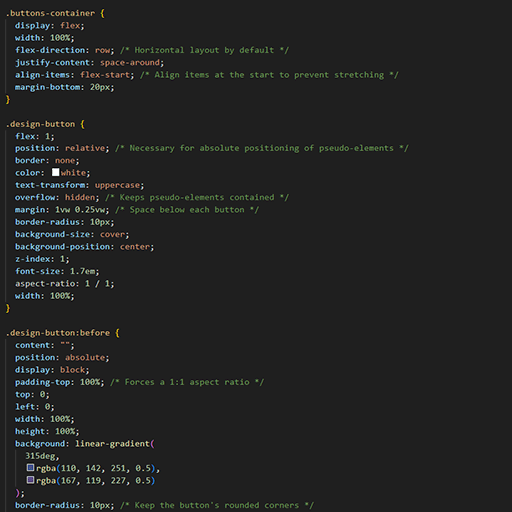 .buttons-container {
display: flex;
width: 100%;
flex-direction: row; /* Horizontal layout by default */
justify-content: space-around;
align-items: flex-start; /* Align items at the start to prevent stretching */
margin-bottom: 20px;
}
.design-button {
flex: 1;
position: relative; /* Necessary for absolute positioning of pseudo-elements */
border: none;
color: white;
text-transform: uppercase;
overflow: hidden; /* Keeps pseudo-elements contained */
margin: 1vw 0.25vw; /* Space below each button */
border-radius: 10px;
background-size: cover;
background-position: center;
z-index: 1;
font-size: 1.7em;
aspect-ratio: 1 / 1;
width: 100%;
}
.design-button:before {
content: "";
position: absolute;
display: block;
padding-top: 100%; /* Forces a 1:1 aspect ratio */
top: 0;
left: 0;
width: 100%;
height: 100%;
background: linear-gradient(
315deg,
rgba(110, 142, 251, 0.5),
rgba(167, 119, 227, 0.5)
);
border-radius: 10px; /* Keep the button's rounded corners */